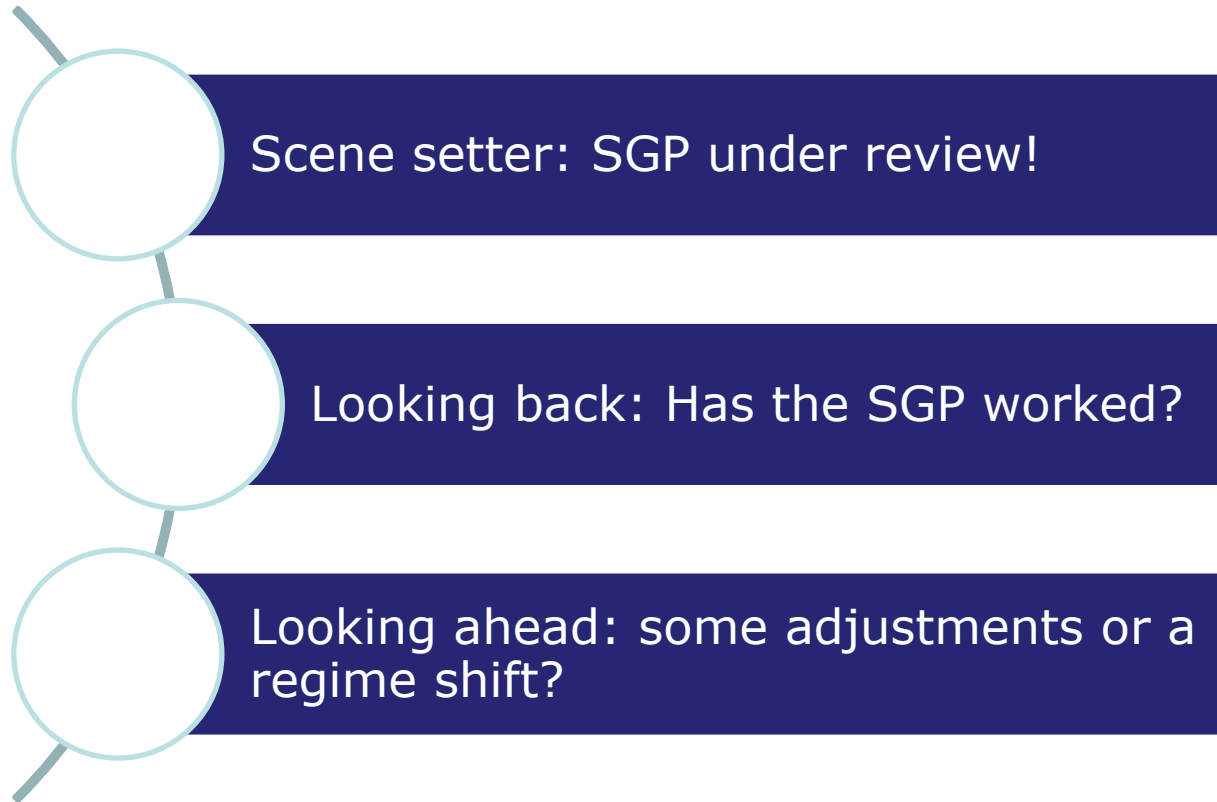 Scene setter: SGP under review!
Looking back: Has the SGP worked?
Looking ahead: some adjustments or a
regime shift?